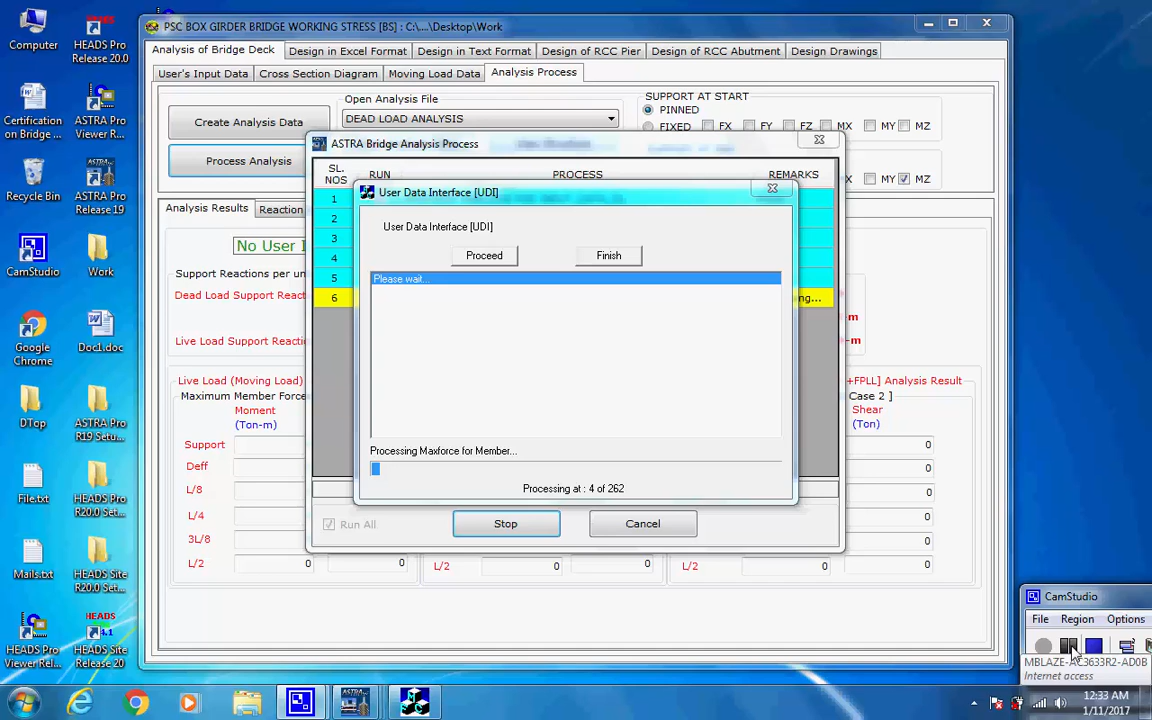 PSC BOX GIRDER BRIDGE WORKING STRESS [BS] : C:\...\Desktop\Work
Analysis of Bridge Deck
Design in Excel Format
Design in Text Format
Design of RCC Pier
Design of RCC Abutment
Design Drawings
User's Input Data
Cross Section Diagram
Moving Load Data
Analysis Process
Create Analysis Data
Process Analysis
Open Analysis File
DEAD LOAD ANALYSIS
SUPPORT AT START
PINNED
FIXED
FX
FY
FZ
MX
MY
MZ
X
MY
MZ
Analysis Results
Reaction
No User I
Support Reactions per un
Dead Load Support React
Live Load Support Reactio
m
-m
Live Load (Moving Load)
Maximum Member Force
Moment
(Ton-m)
+FPLL] Analysis Result
Case 2 ]
Shear
(Ton)
Support
0
Deff
0
L/8
0
L/4
0
3L/8
0
L/2
0
0
L/2
0
0
L/2
0
0
ASTRA Bridge Analysis Process
SL.
NOS
RUN
PROCESS
REMARKS
1
2
3
4
5
6
ng...
Run All
Stop
Cancel
User Data Interface [UDI]
User Data Interface [UDI]
Proceed
Finish
Please wait...
Processing Maxforce for Member...
Processing at : 4 of 262
Computer
HEADS Pro
Release 20.0
Certification
on Bridge ...
ASTRA Pro
Viewer R...
Recycle Bin
ASTRA Pro
Release 19
CamStudio
Work
Google
Chrome
Doc1.doc
DTop
ASTRA Pro
R19 Setu...
File.txt
HEADS Pro
R20.0 Set...
Mails.txt
HEADS Site
R20.0 Set...
HEADS Pro
Viewer Rel...
HEADS
4.1
HEADS Site
Release 20
CamStudio
File
Region
Options
MBLAZE-AC3633R2-AD0B
Internet access
12:33 AM
1/11/2017